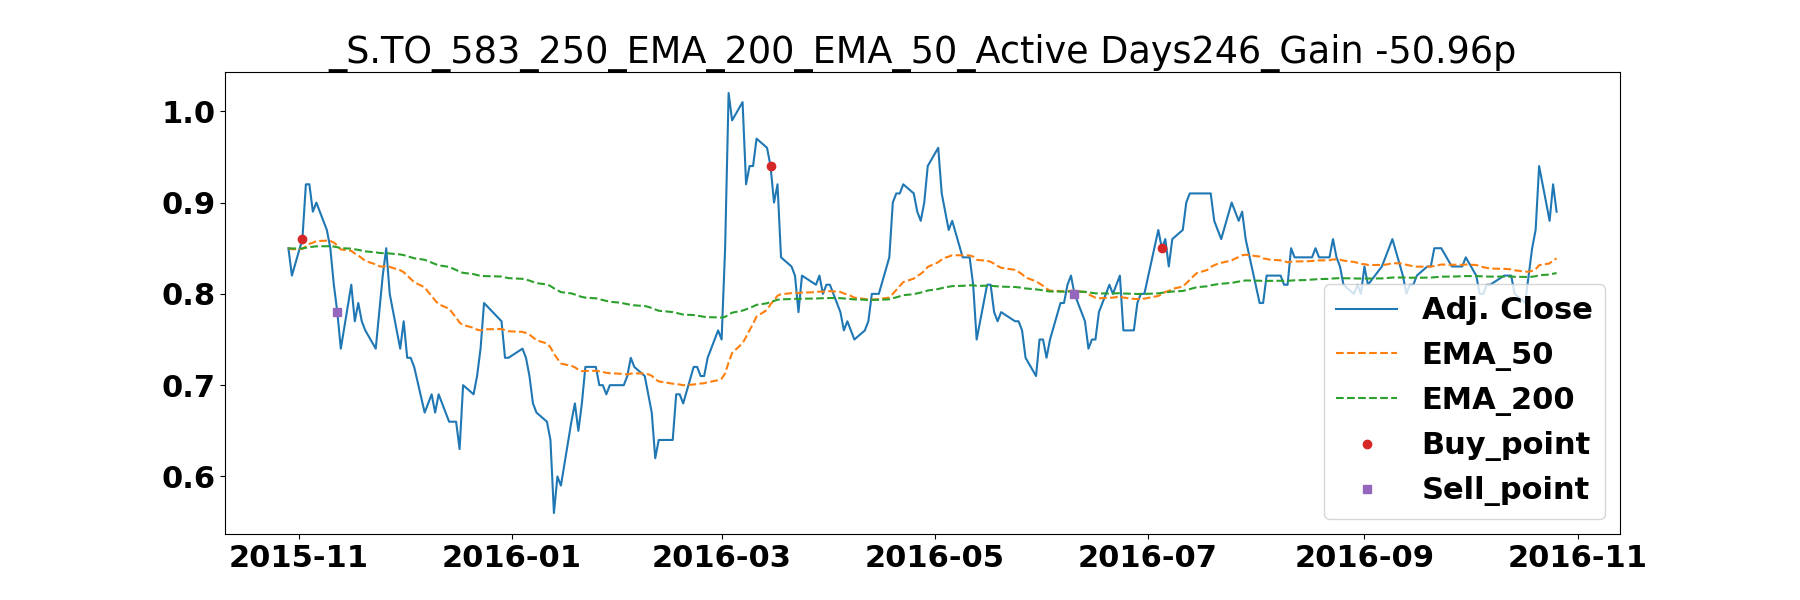 _S.TO_583_250_EMA_200_EMA_50_Active Days246_Gain -50.96p
1.0
0.9
0.8
0.7
0.6
Adj. Close
EMA_50
EMA_200
Buy_point
Sell_point
2015-11 2016-01 2016-03 2016-05 2016-07 2016-09 2016-11